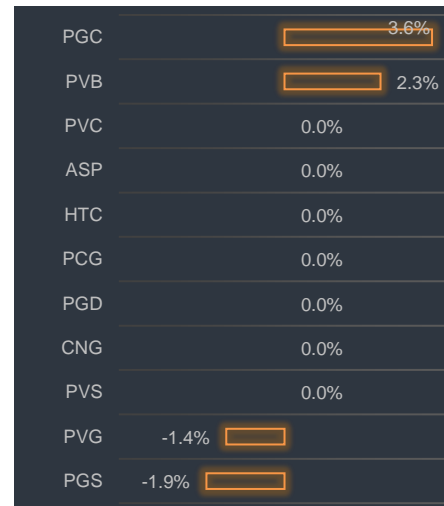 PGC 3.6%
PVB 2.3%
PVC 0.0%
ASP 0.0%
HTC 0.0%
PCG 0.0%
PGD 0.0%
CNG 0.0%
PVS 0.0%
PVG -1.4%
PGS -1.9%